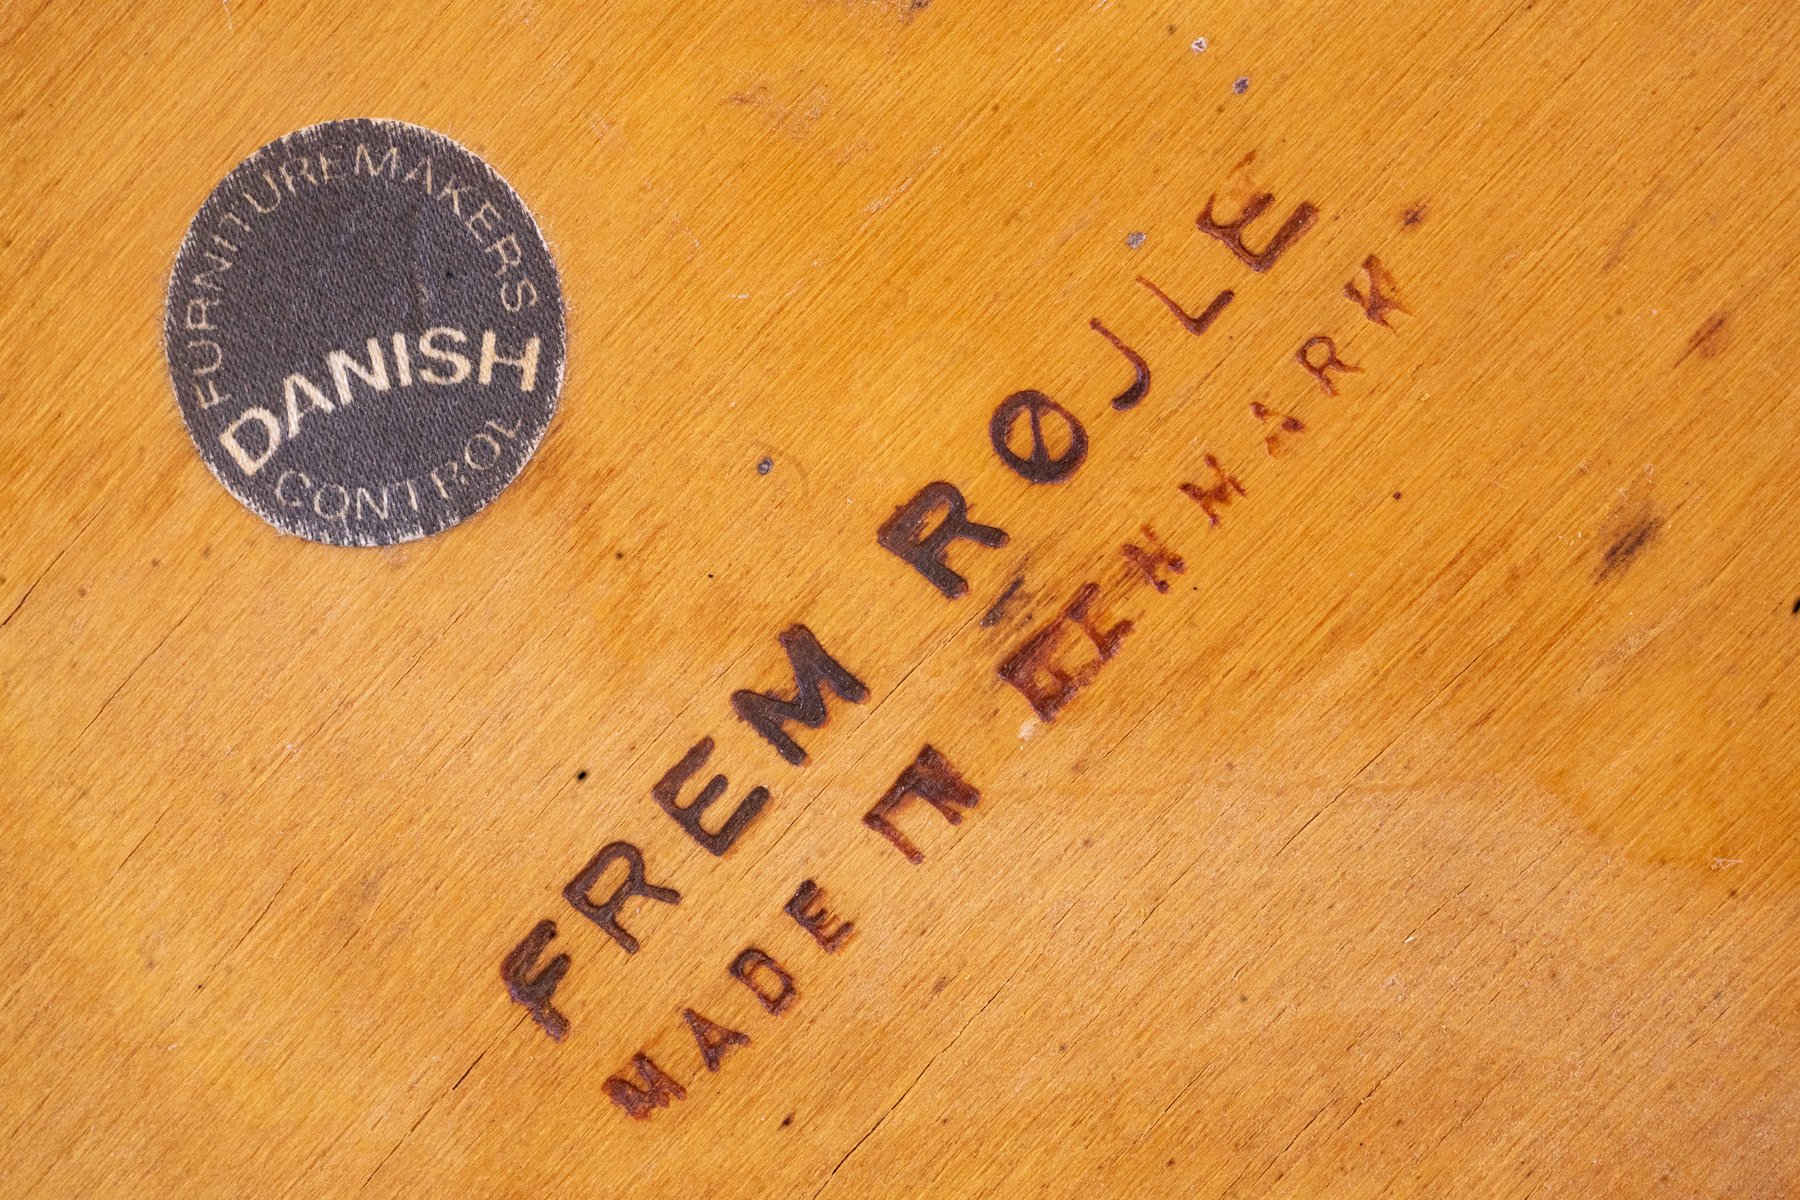 FURNITUREMAKERS
DANISH
CONTROL
FREM RØJLE
MADE IN DENMARK